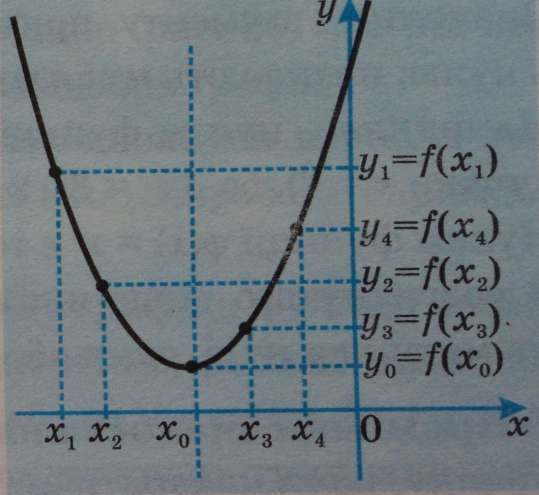 y
y₁=f(x₁)
y₄=f(x₄)
y₂=f(x₂)
y₃=f(x₃).
y₀=f(x₀)
x₁ x₂ x₀ x₃ x₄ 0 x